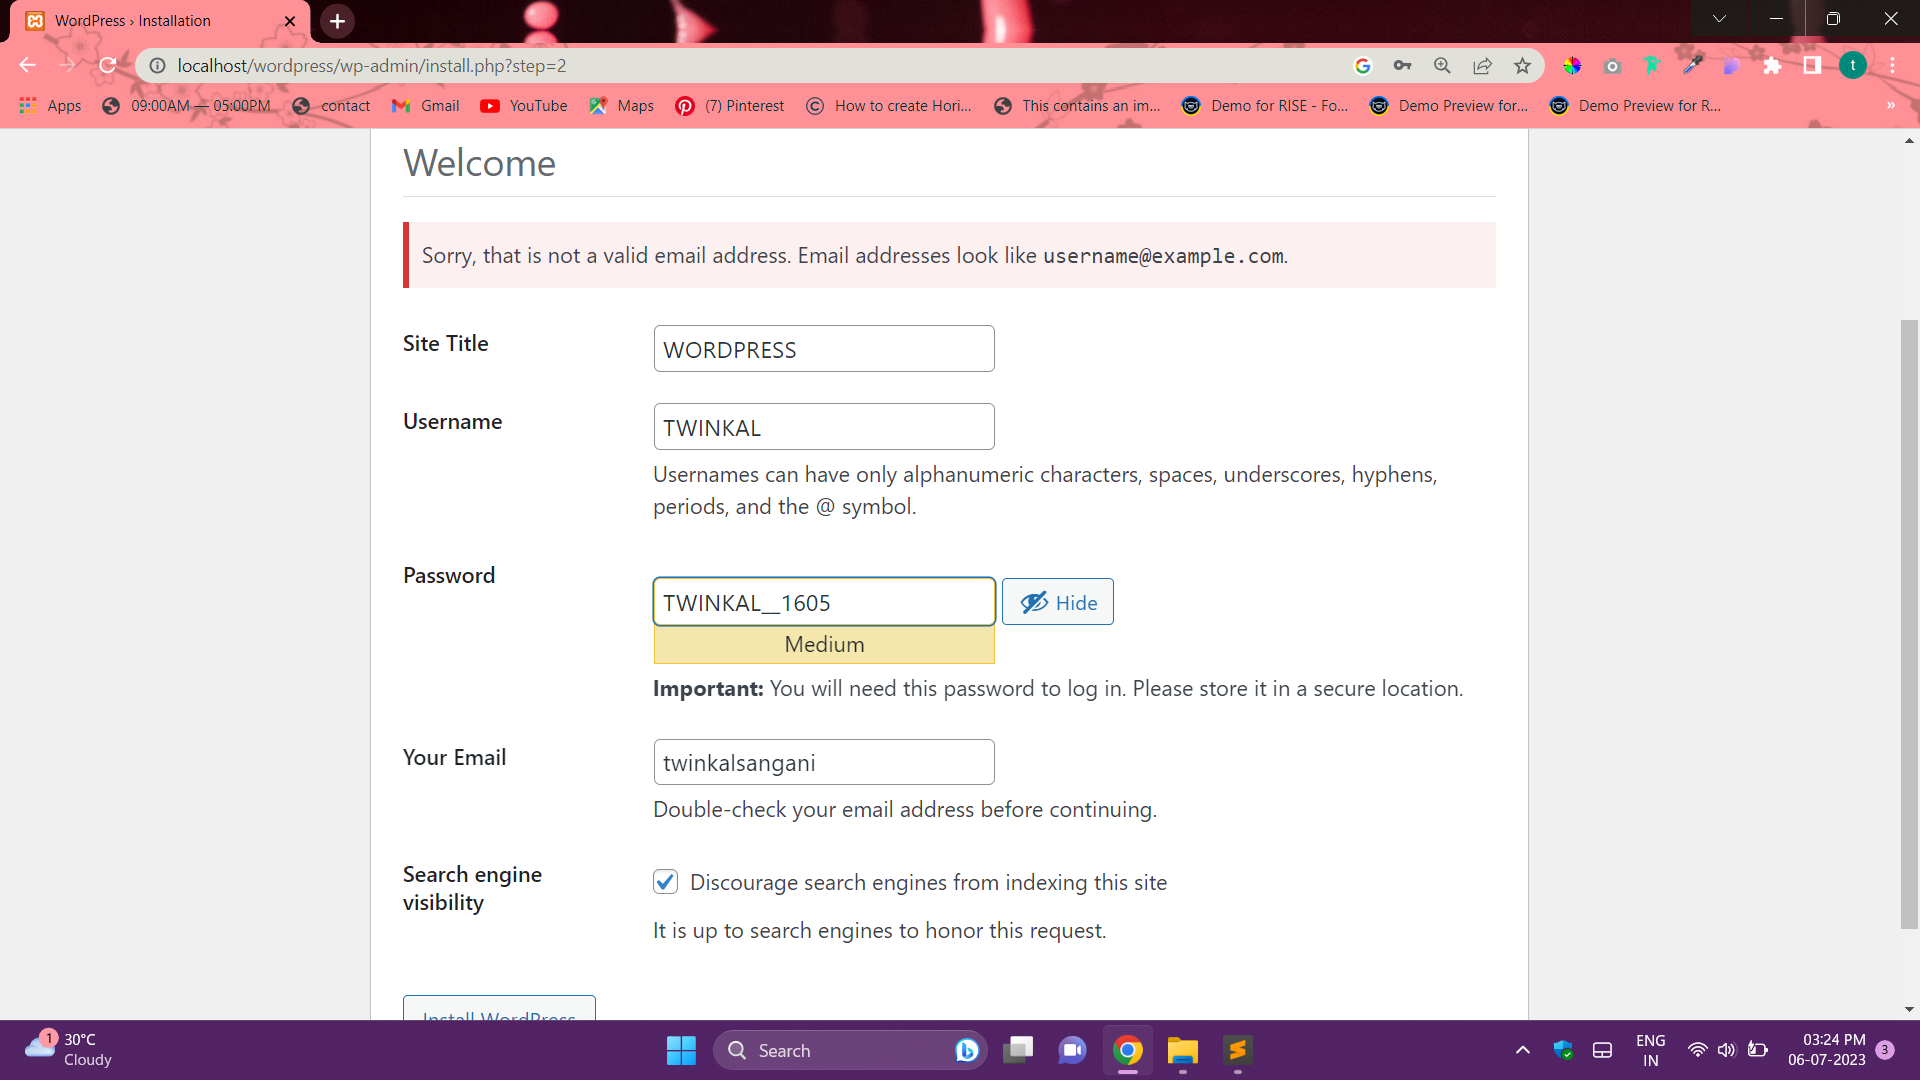 WordPress › Installation
localhost/wordpress/wp-admin/install.php?step=2
t
Apps 09:00AM — 05:00PM contact Gmail YouTube Maps (7) Pinterest How to create Hori... This contains an im... Demo for RISE - Fo... Demo Preview for... Demo Preview for R... »
Welcome
Sorry, that is not a valid email address. Email addresses look like username@example.com.
Site Title WORDPRESS
Username TWINKAL
Usernames can have only alphanumeric characters, spaces, underscores, hyphens,
periods, and the @ symbol.
Password TWINKAL__1605 Hide
Medium
Important: You will need this password to log in. Please store it in a secure location.
Your Email twinkalsangani
Double-check your email address before continuing.
Search engine
visibility
Discourage search engines from indexing this site
It is up to search engines to honor this request.
Install WordPress
1 30°C
Cloudy
Search
ENG
IN
03:24 PM
06-07-2023
3